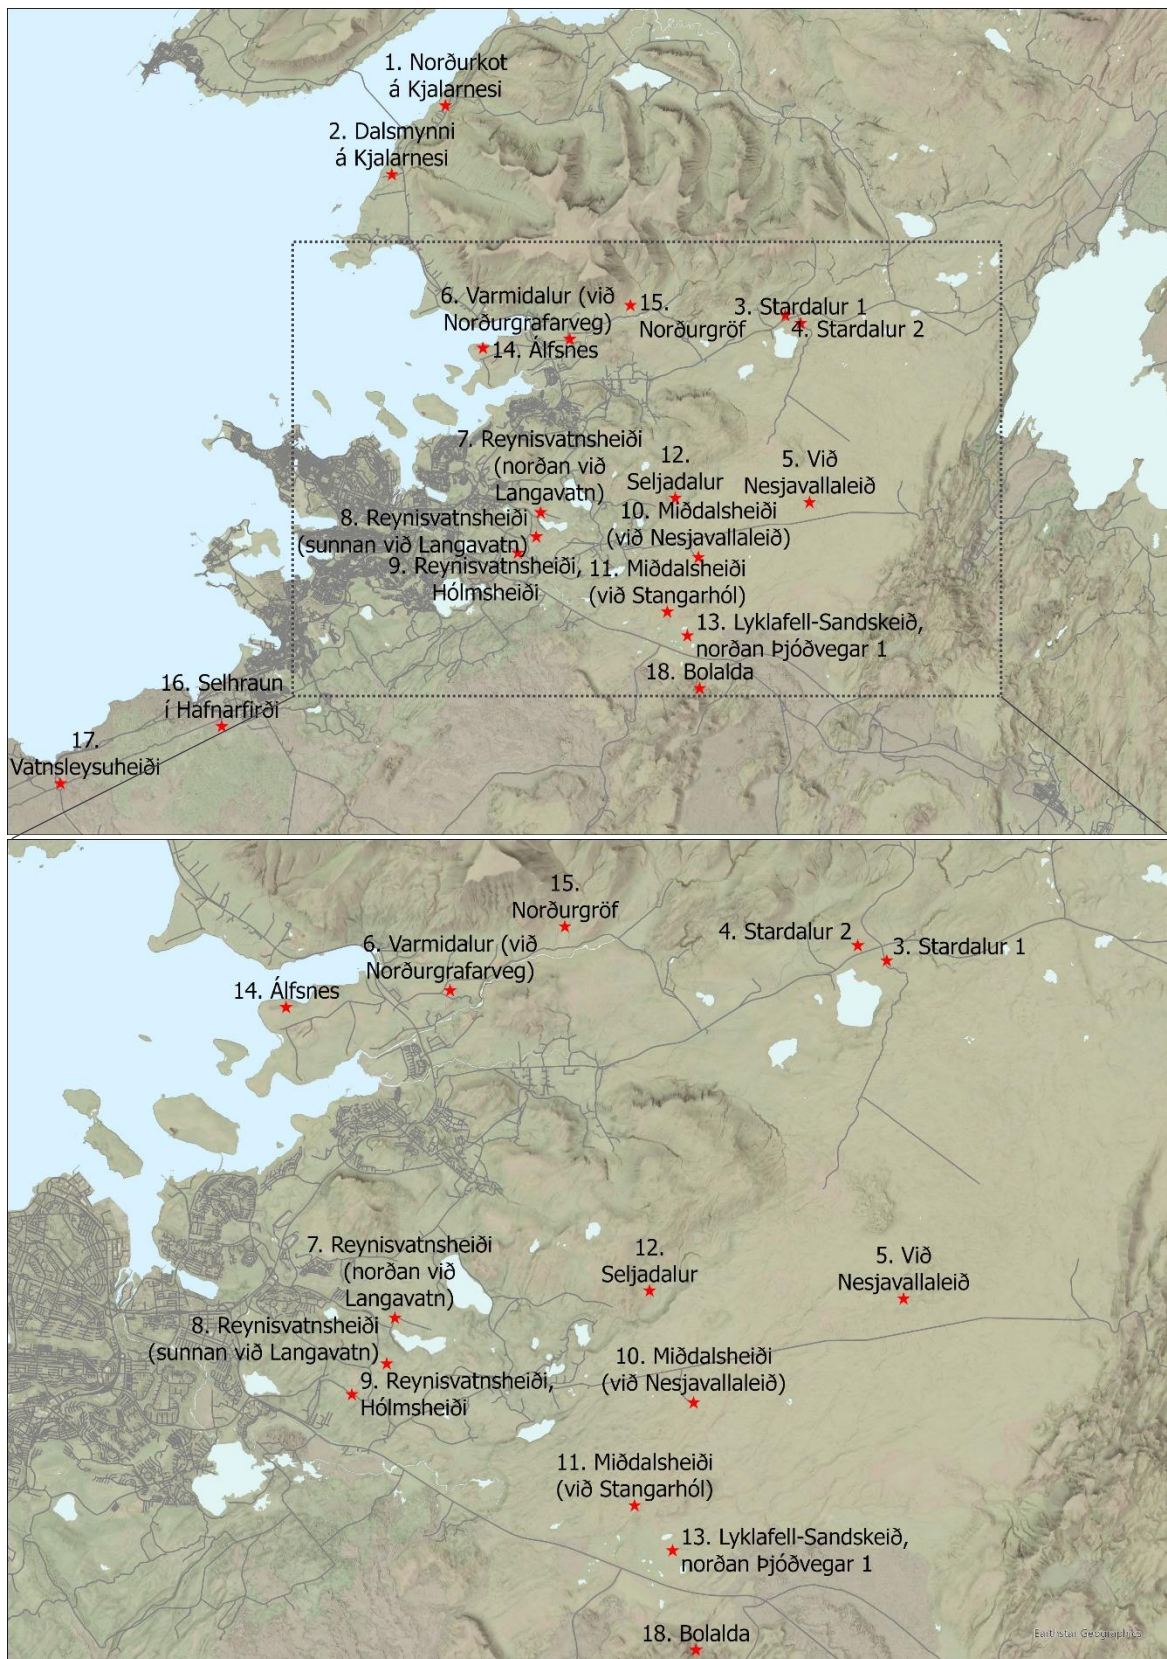 1. Norðurkot
á Kjalarnesi
2. Dalsmynni
á Kjalarnesi
6. Varmidalur (við
Norðurgrafarveg)
15.
Norðurgröf
3. Stardalur 1
4. Stardalur 2
14. Álfsnes
7. Reynisvatnsheiði
(norðan við
Langavatn)
12.
Seljadalur
5. Við
Nesjavallaleið
8. Reynisvatnsheiði
(sunnan við Langavatn)
10. Miðdalsheiði
(við Nesjavallaleið)
9. Reynisvatnsheiði,
Hólmsheiði
11. Miðdalsheiði
(við Stangarhól)
13. Lyklafell-Sandskeið,
norðan Þjóðvegar 1
18. Bolalda
16. Selhraun
í Hafnarfirði
17.
Vatnsleysuheiði
15.
Norðurgröf
6. Varmidalur (við
Norðurgrafarveg)
4. Stardalur 2
3. Stardalur 1
14. Álfsnes
7. Reynisvatnsheiði
(norðan við
Langavatn)
12.
Seljadalur
5. Við
Nesjavallaleið
8. Reynisvatnsheiði
(sunnan við Langavatn)
10. Miðdalsheiði
(við Nesjavallaleið)
9. Reynisvatnsheiði,
Hólmsheiði
11. Miðdalsheiði
(við Stangarhól)
13. Lyklafell-Sandskeið,
norðan Þjóðvegar 1
18. Bolalda
Earthstar Geographics